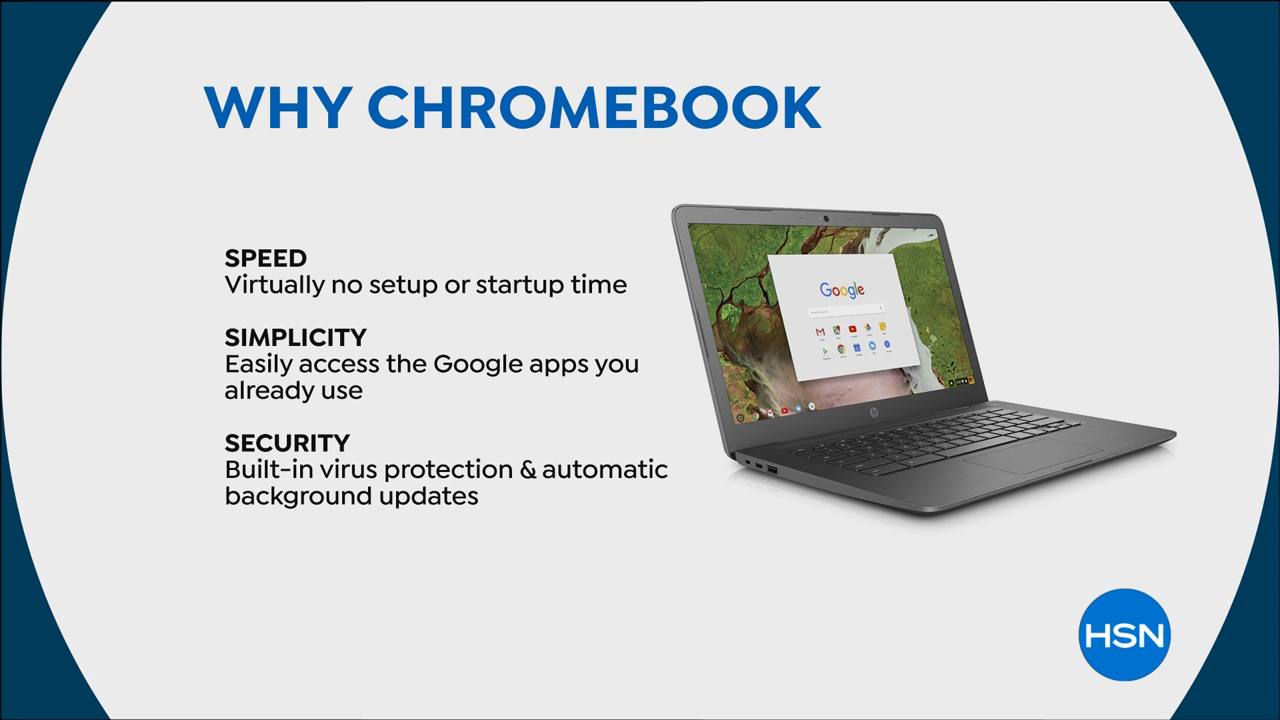 WHY CHROMEBOOK
SPEED
Virtually no setup or startup time
SIMPLICITY
Easily access the Google apps you
already use
SECURITY
Built-in virus protection & automatic
background updates
Google
hp
HSN